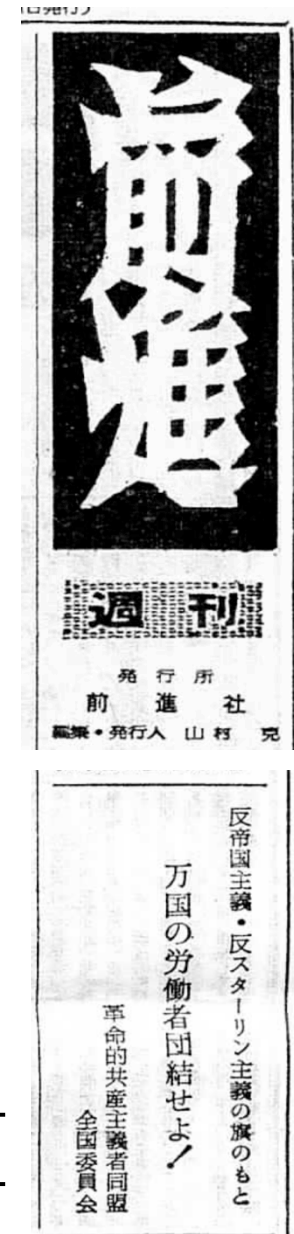 前進
週刊
発行所
前進社
編集・発行人 山村 克
反帝国主義・反スターリン主義の旗のもと
万国の労働者団結せよ！
革命的共産主義者同盟
全国委員会